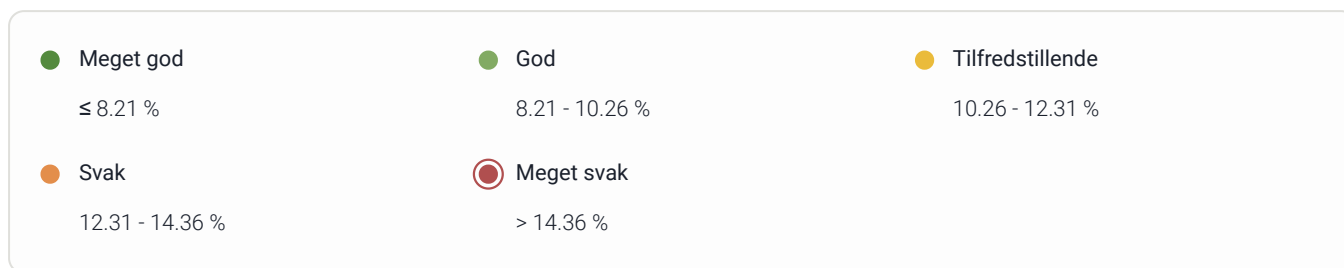 Meget god
≤ 8.21 %
God
8.21 - 10.26 %
Tilfredstillende
10.26 - 12.31 %
Svak
12.31 - 14.36 %
Meget svak
> 14.36 %